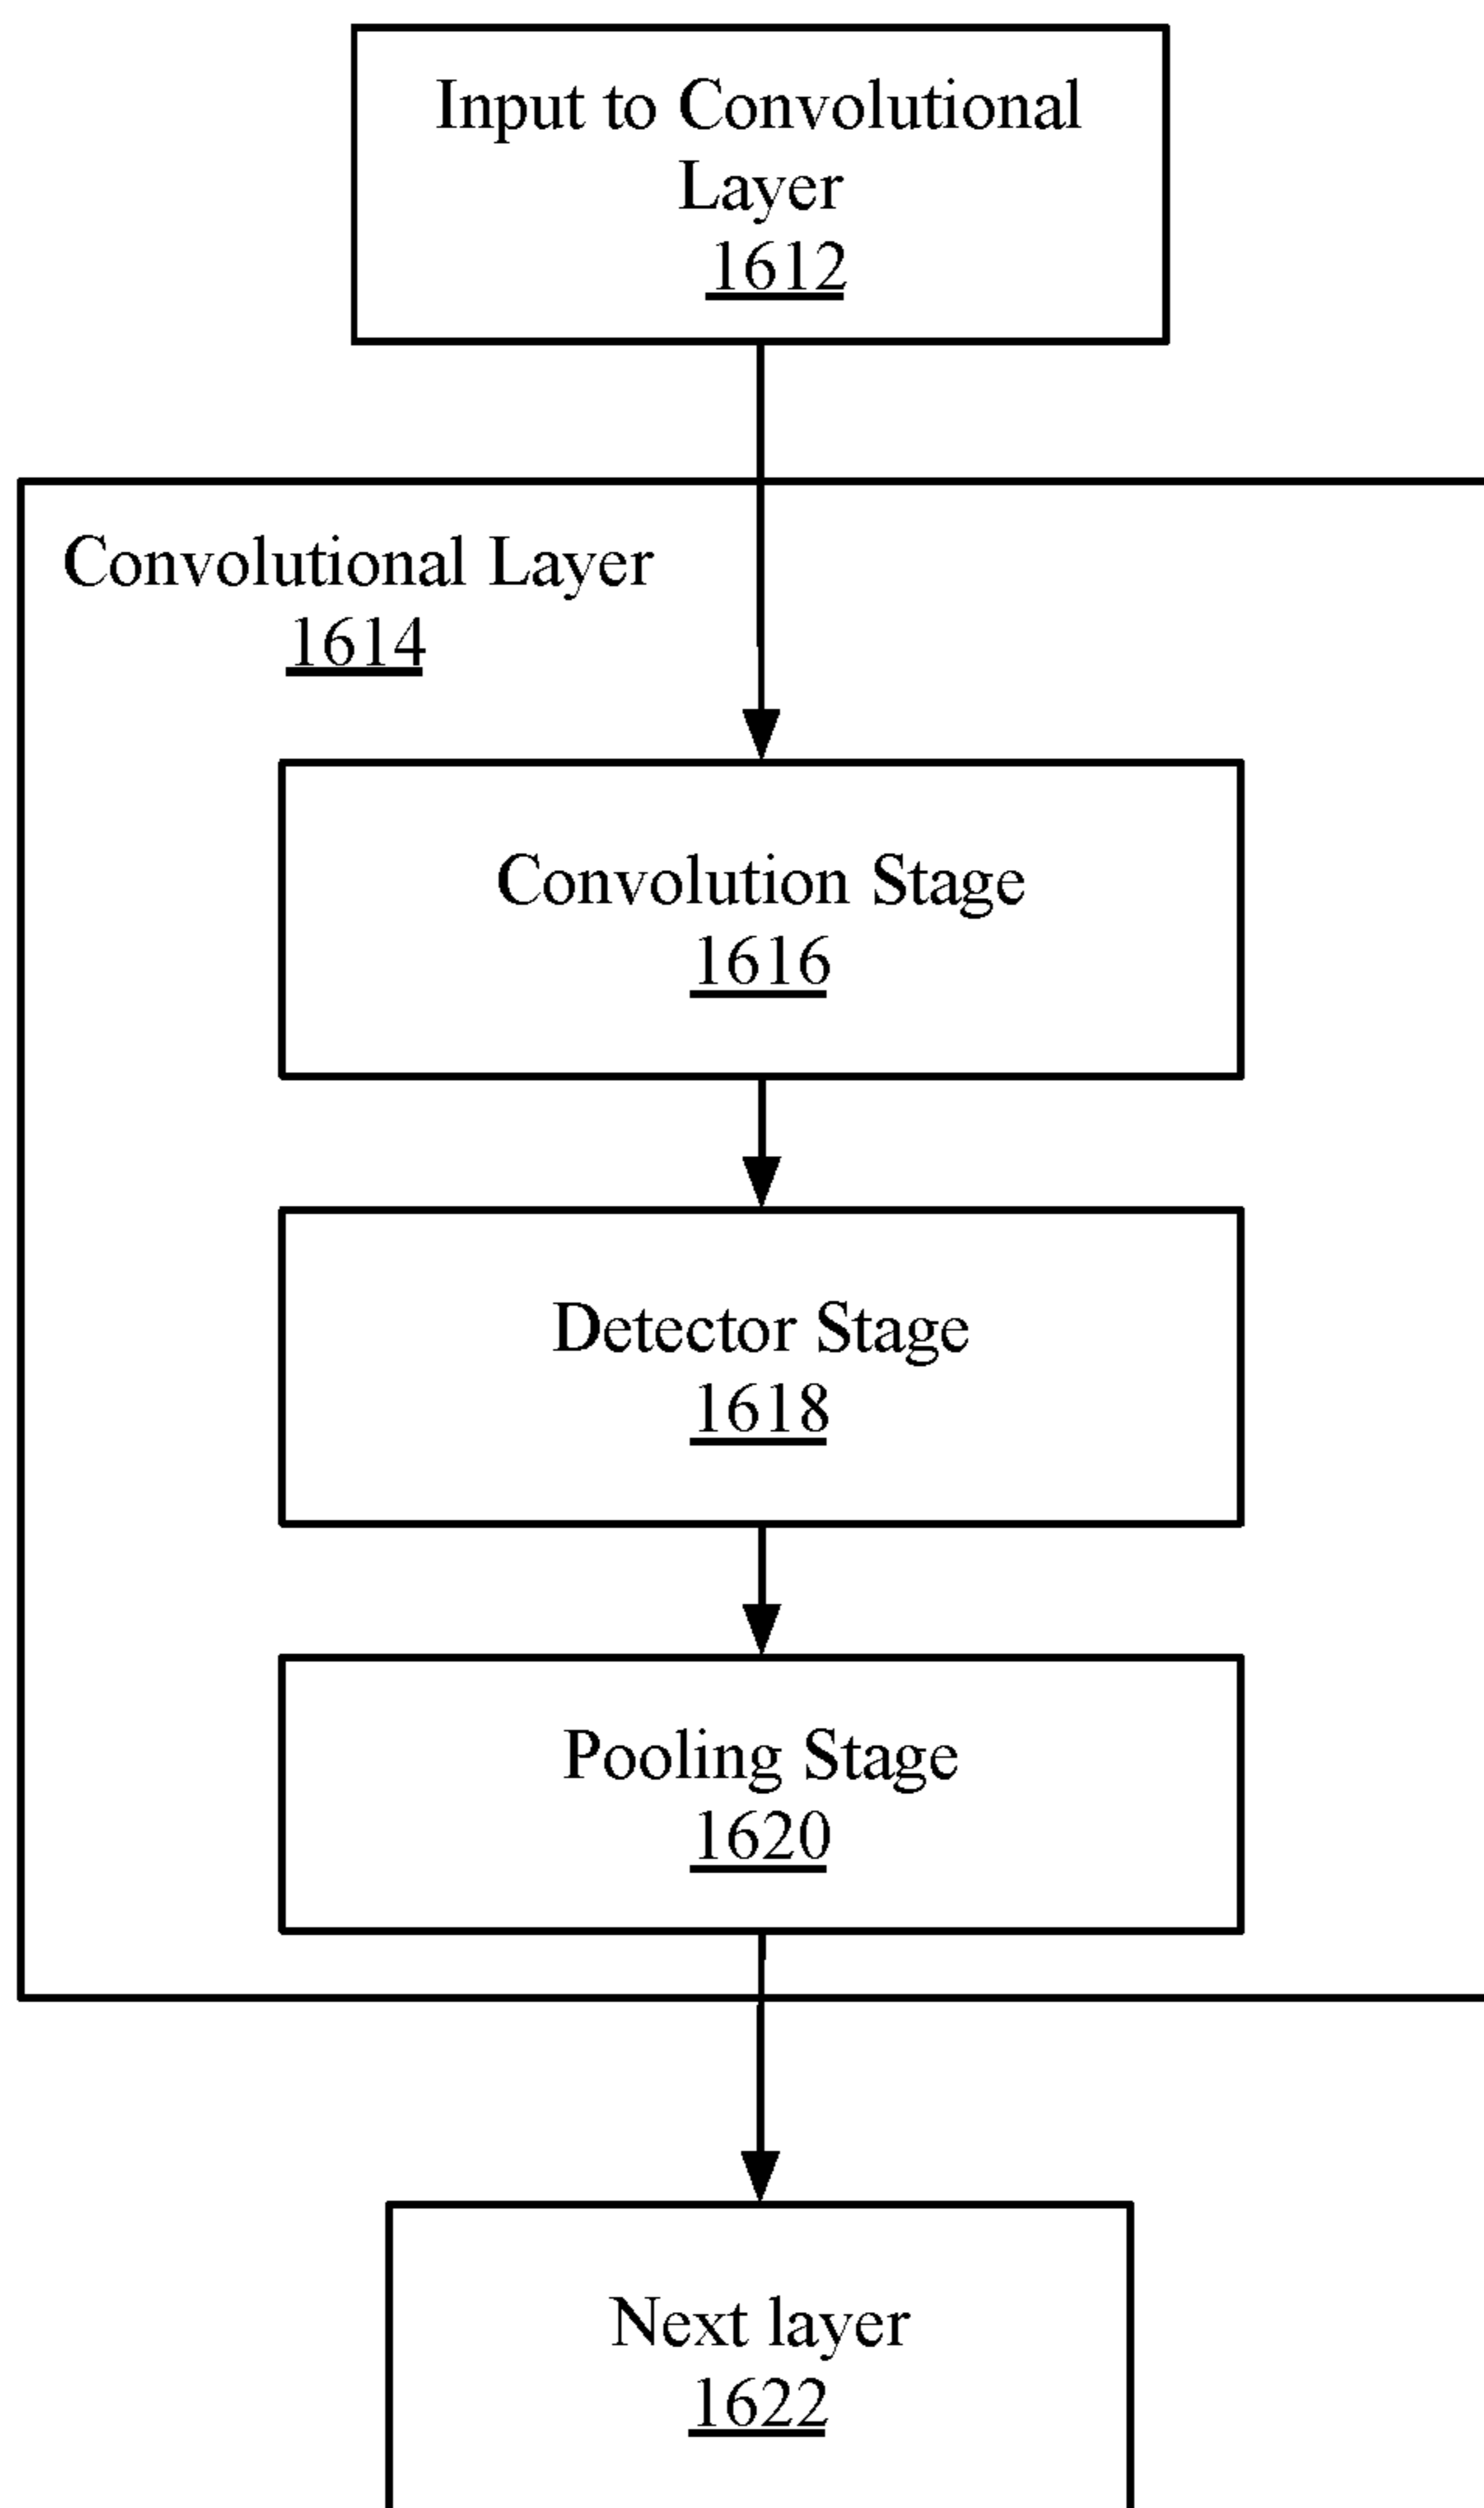 Input to Convolutional
Layer
1612
Convolutional Layer
1614
Convolution Stage
1616
Detector Stage
1618
Pooling Stage
1620
Next layer
1622